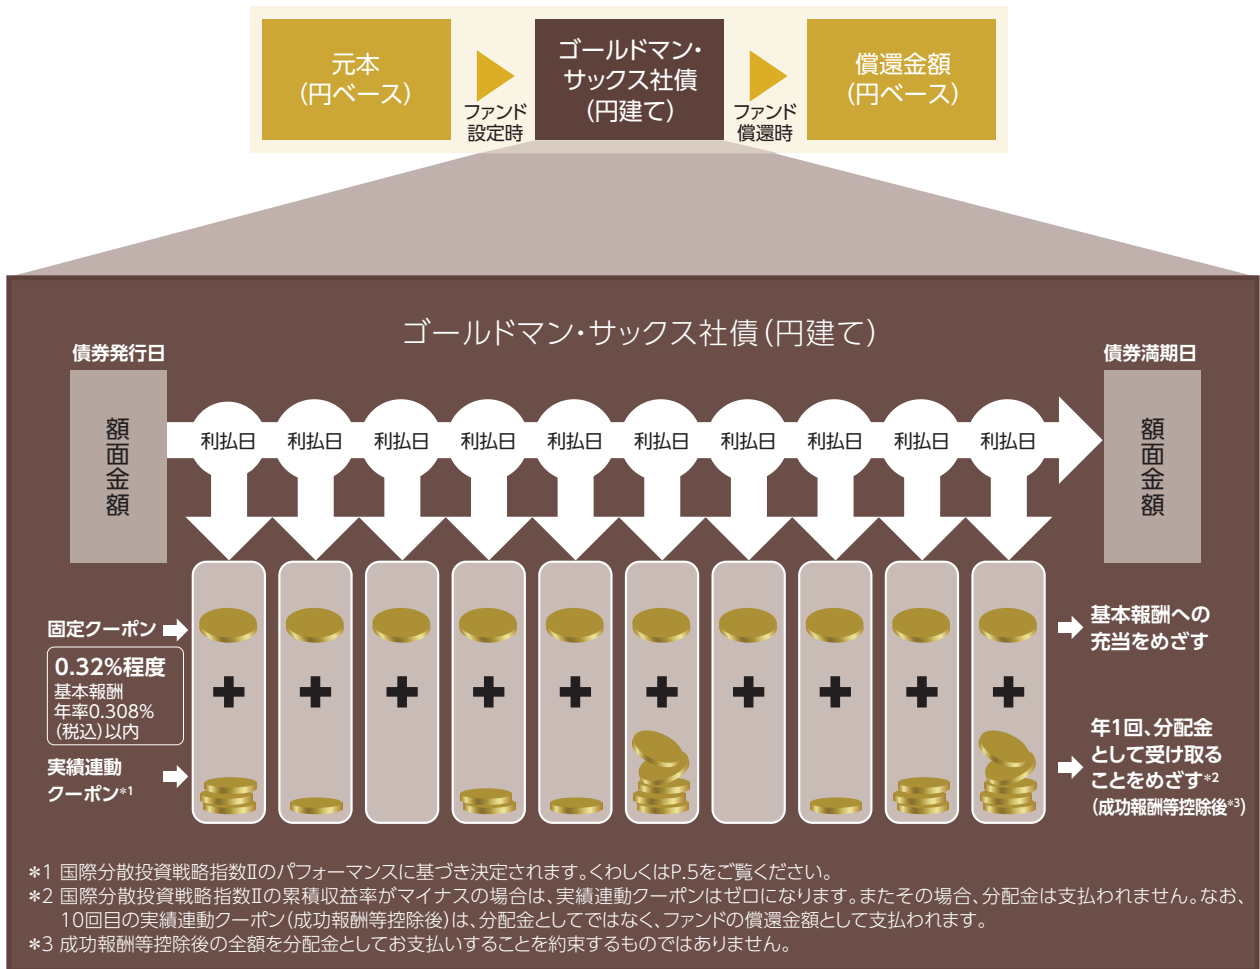 元本
(円ベース)
ファンド
設定時
ゴールドマン・
サックス社債
(円建て)
ファンド
償還時
償還金額
(円ベース)
ゴールドマン・サックス社債(円建て)
債券発行日
債券満期日
額面金額
利払日
利払日
利払日
利払日
利払日
利払日
利払日
利払日
利払日
利払日
額面金額
固定クーポン
0.32%程度
基本報酬
年率0.308%
(税込)以内
実績連動
クーポン*1
基本報酬への
充当をめざす
年1回、分配金
として受け取る
ことをめざす*2
(成功報酬等控除後*3)
*1 国際分散投資戦略指数Ⅱのパフォーマンスに基づき決定されます。くわしくはP.5をご覧ください。
*2 国際分散投資戦略指数Ⅱの累積収益率がマイナスの場合は、実績連動クーポンはゼロになります。またその場合、分配金は支払われません。なお、
10回目の実績連動クーポン(成功報酬等控除後)は、分配金としてではなく、ファンドの償還金額として支払われます。
*3 成功報酬等控除後の全額を分配金としてお支払いすることを約束するものではありません。